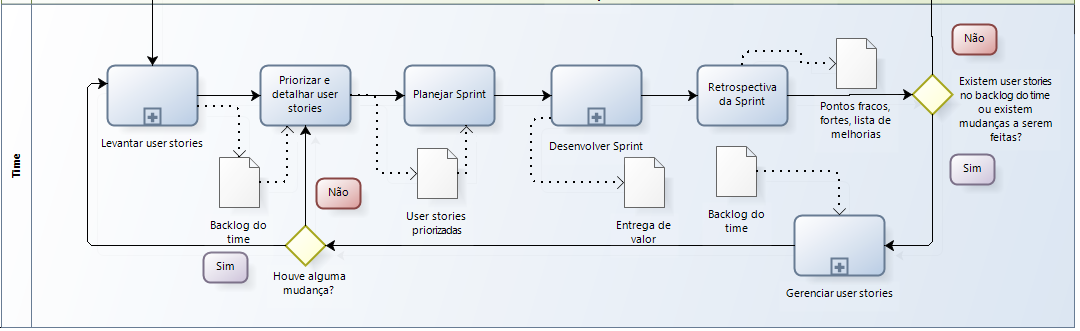 Time
Levantar user stories
Priorizar e
detalhar user
stories
Planejar Sprint
Desenvolver Sprint
Retrospectiva
da Sprint
Pontos fracos,
fortes, lista de
melhorias
Não
Existem user stories
no backlog do time
ou existem
mudanças a serem
feitas?
Sim
Backlog do
time
Não
User stories
priorizadas
Entrega de
valor
Backlog do
time
Sim
Houve alguma
mudança?
Gerenciar user stories